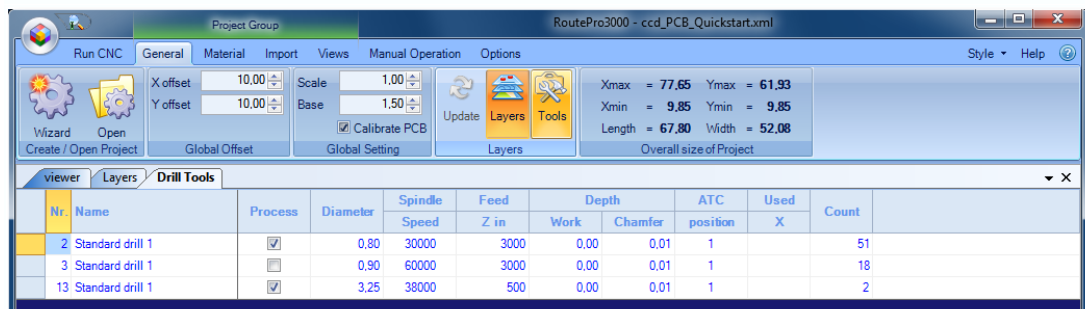 Project Group RoutePro3000 - ccd_PCB_Quickstart.xml
Run CNC General Material Import Views Manual Operation Options Style Help
X offset 10,00 Scale 1,00 Xmax = 77,65 Ymax = 61,93
Y offset 10,00 Base 1,50 Xmin = 9,85 Ymin = 9,85
Wizard Open Calibrate PCB Update Layers Tools Length = 67,80 Width = 52,08
Create / Open Project Global Offset Global Setting Layers Overall size of Project
viewer Layers Drill Tools
Nr. Name Process Diameter Spindle Speed Feed Z in Depth Work Chamfer ATC position Used X Count
2 Standard drill 1 0,80 30000 3000 0,00 0,01 1 51
3 Standard drill 1 0,90 60000 3000 0,00 0,01 1 18
13 Standard drill 1 3,25 38000 500 0,00 0,01 1 2